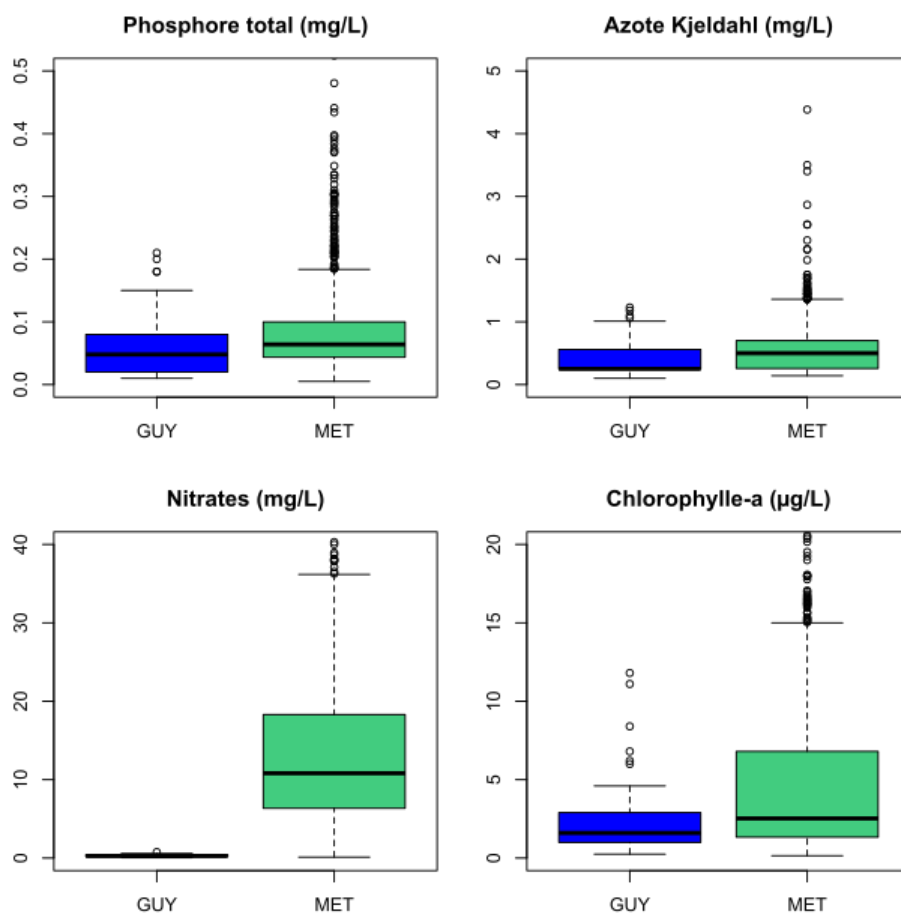 Phosphore total (mg/L)
0.5
0.4
0.3
0.2
0.1
0.0
GUY MET
Azote Kjeldahl (mg/L)
5
4
3
2
1
0
GUY MET
Nitrates (mg/L)
40
30
20
10
0
GUY MET
Chlorophylle-a (µg/L)
20
15
10
5
0
GUY MET